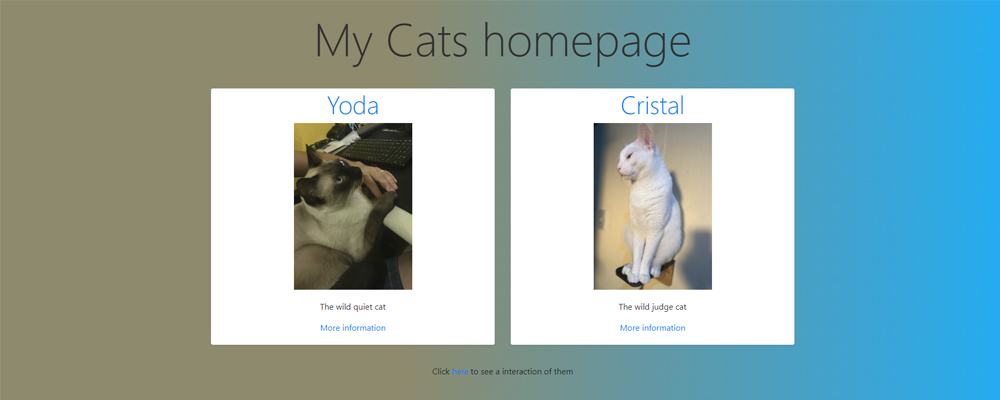 My Cats homepage
Yoda
The wild quiet cat
More information
Cristal
The wild judge cat
More information
Click here to see a interaction of them